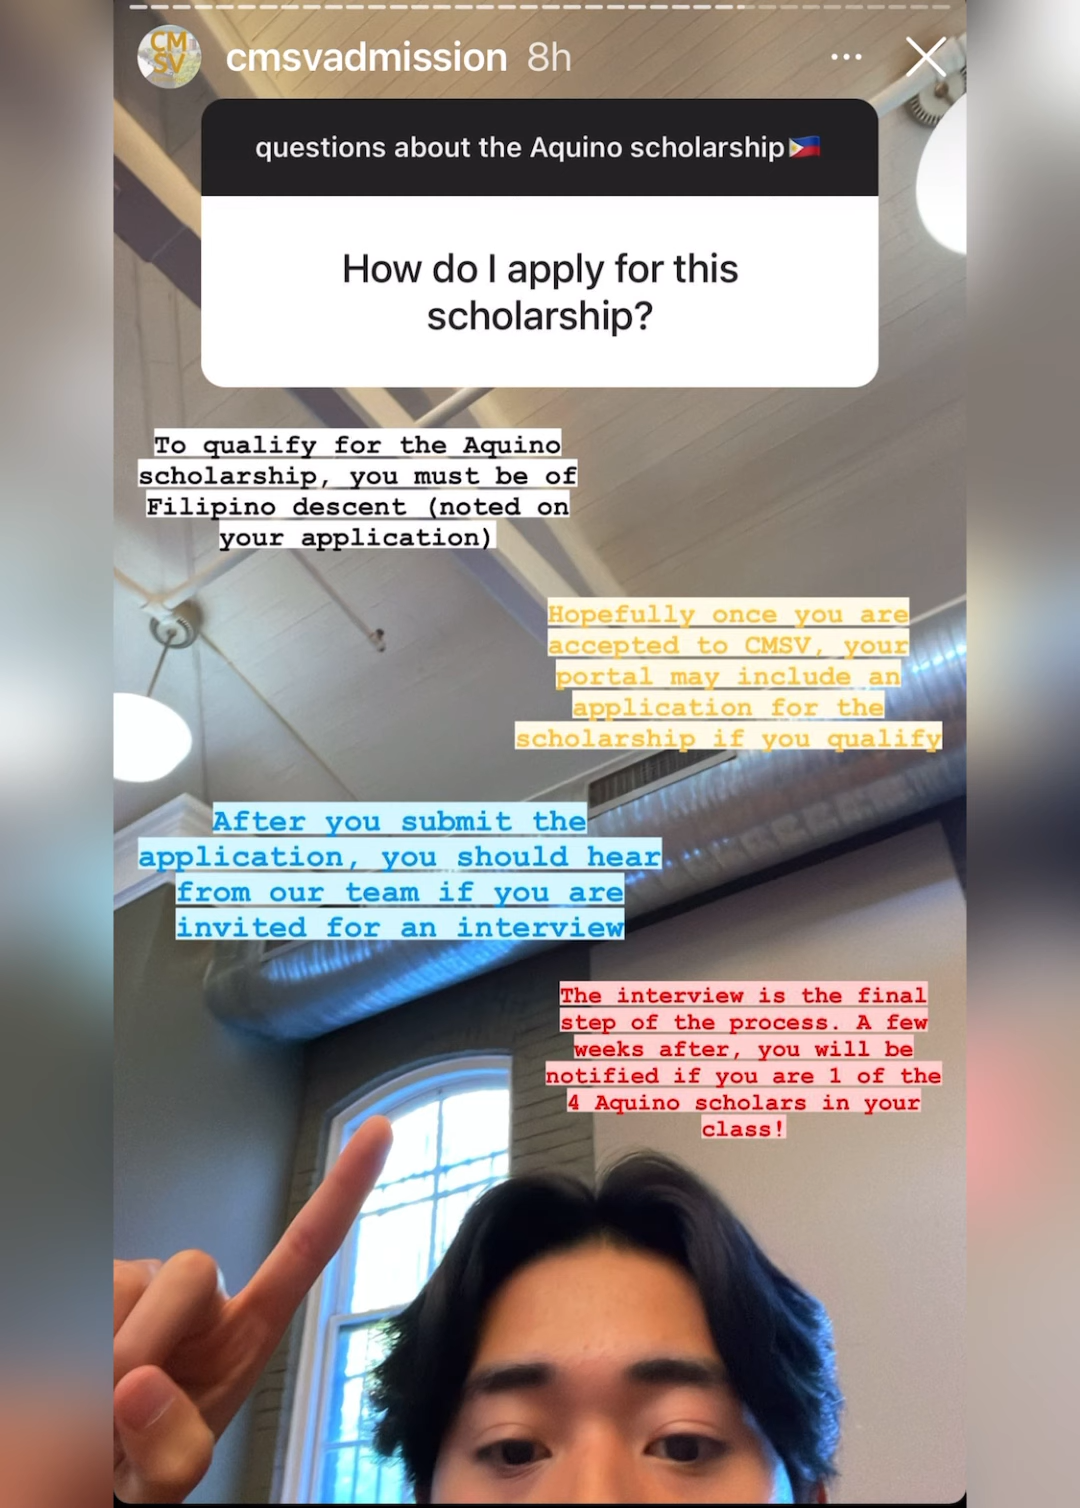 CM
SV
cmsvadmission 8h
questions about the Aquino scholarship🇵🇭
How do I apply for this
scholarship?
To qualify for the Aquino
scholarship, you must be of
Filipino descent (noted on
your application)
Hopefully once you are
accepted to CMSV, your
portal may include an
application for the
scholarship if you qualify
After you submit the
application, you should hear
from our team if you are
invited for an interview
The interview is the final
step of the process. A few
weeks after, you will be
notified if you are 1 of the
4 Aquino scholars in your
class!